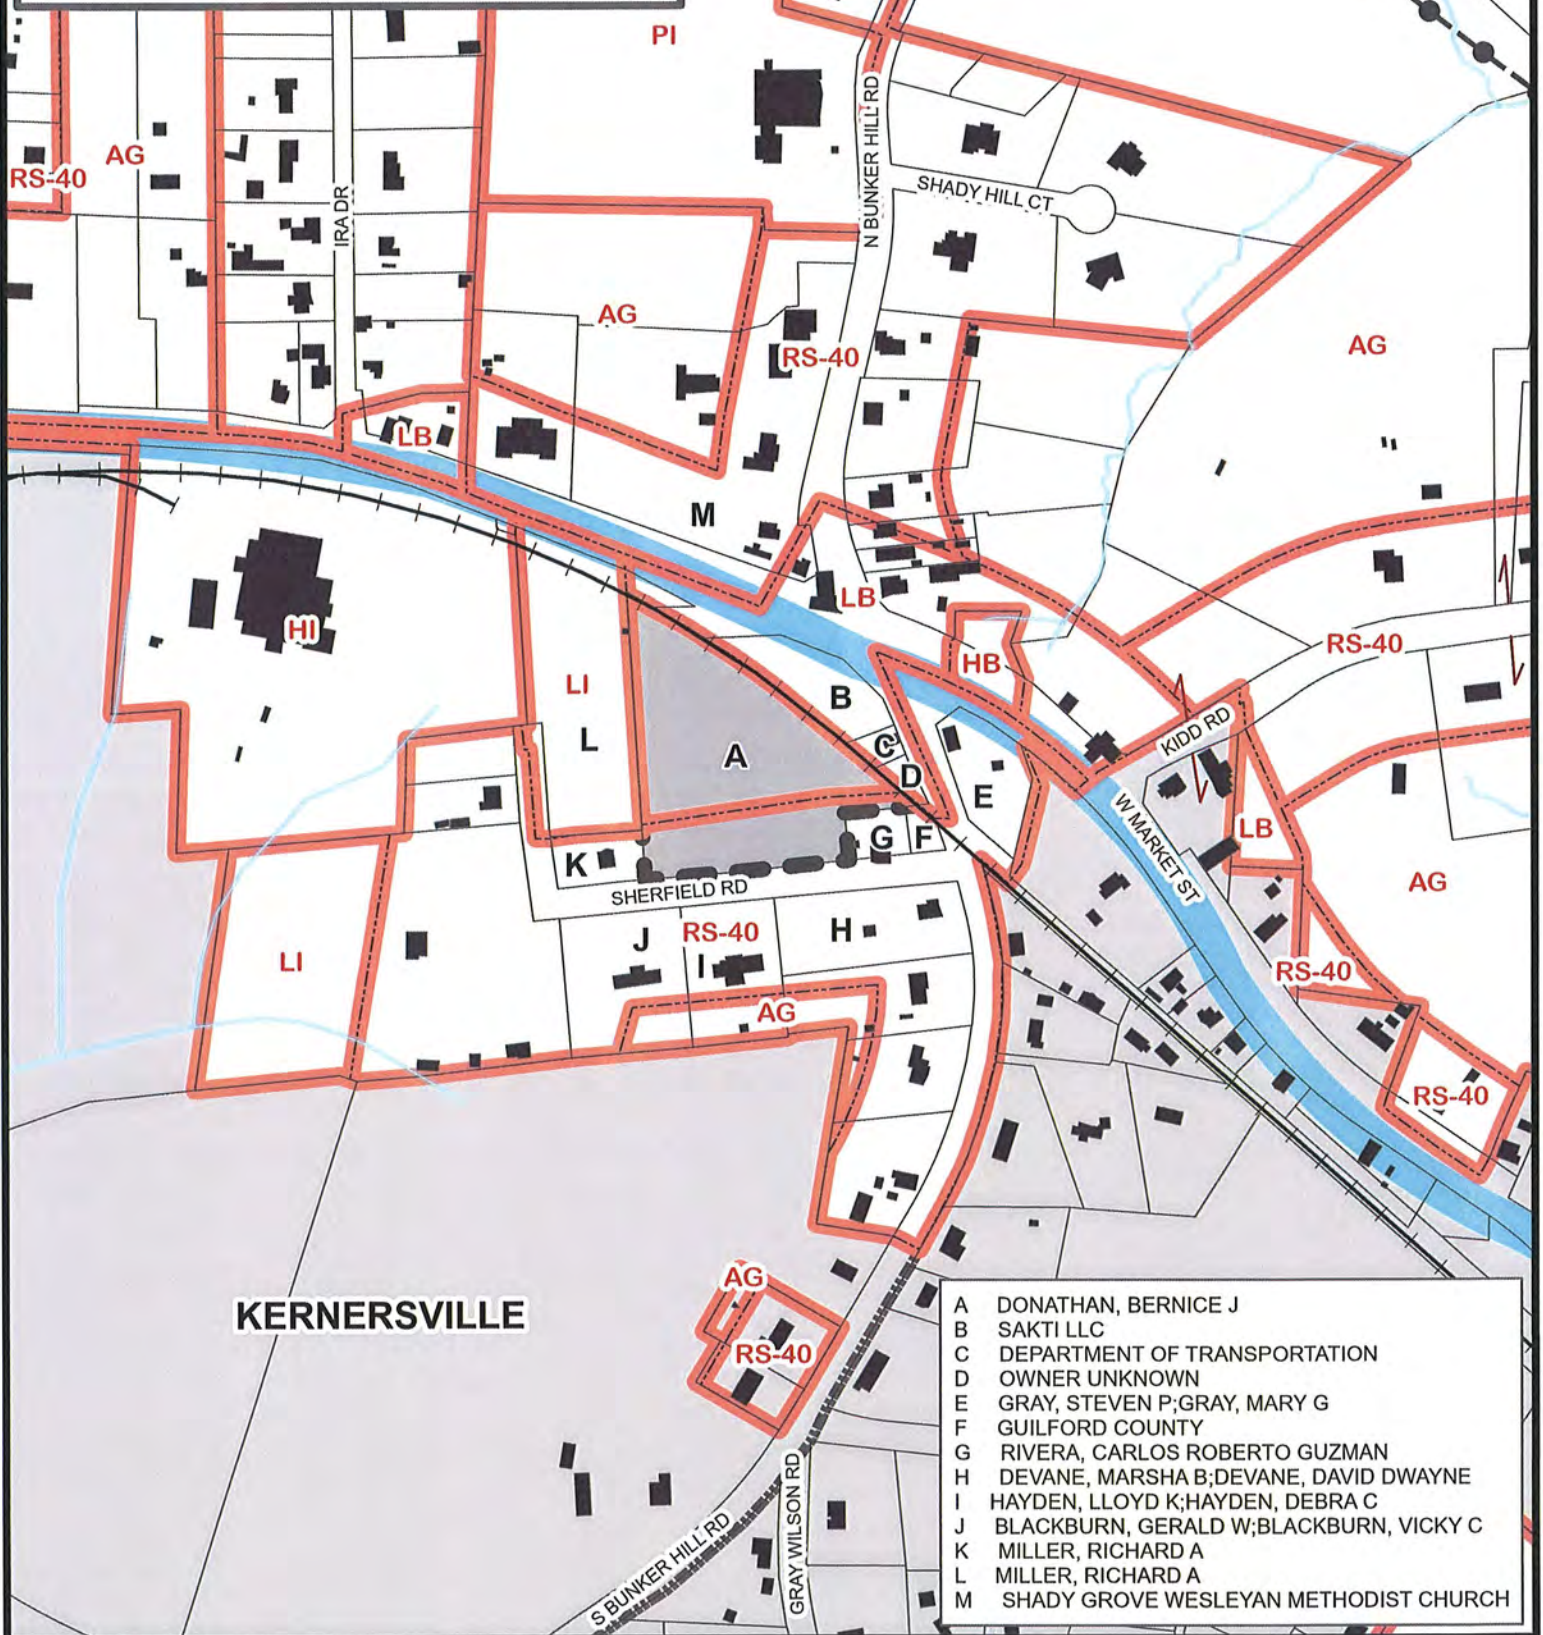 PI
AG
RS-40
N BUNKER HILL RD
SHADY HILL CT
IRA DR
AG
RS-40
AG
LB
M
LB
HI
RS-40
HB
LI
B
L
C
KIDD RD
A
D
E
W MARKET ST
LB
G
F
K
SHERFIELD RD
AG
J
RS-40
H
LI
I
RS-40
AG
RS-40
AG
KERNERSVILLE
RS-40
S BUNKER HILL RD
GRAY WILSON RD
A DONATHAN, BERNICE J
B SAKTI LLC
C DEPARTMENT OF TRANSPORTATION
D OWNER UNKNOWN
E GRAY, STEVEN P;GRAY, MARY G
F GUILFORD COUNTY
G RIVERA, CARLOS ROBERTO GUZMAN
H DEVANE, MARSHA B;DEVANE, DAVID DWAYNE
I HAYDEN, LLOYD K;HAYDEN, DEBRA C
J BLACKBURN, GERALD W;BLACKBURN, VICKY C
K MILLER, RICHARD A
L MILLER, RICHARD A
M SHADY GROVE WESLEYAN METHODIST CHURCH